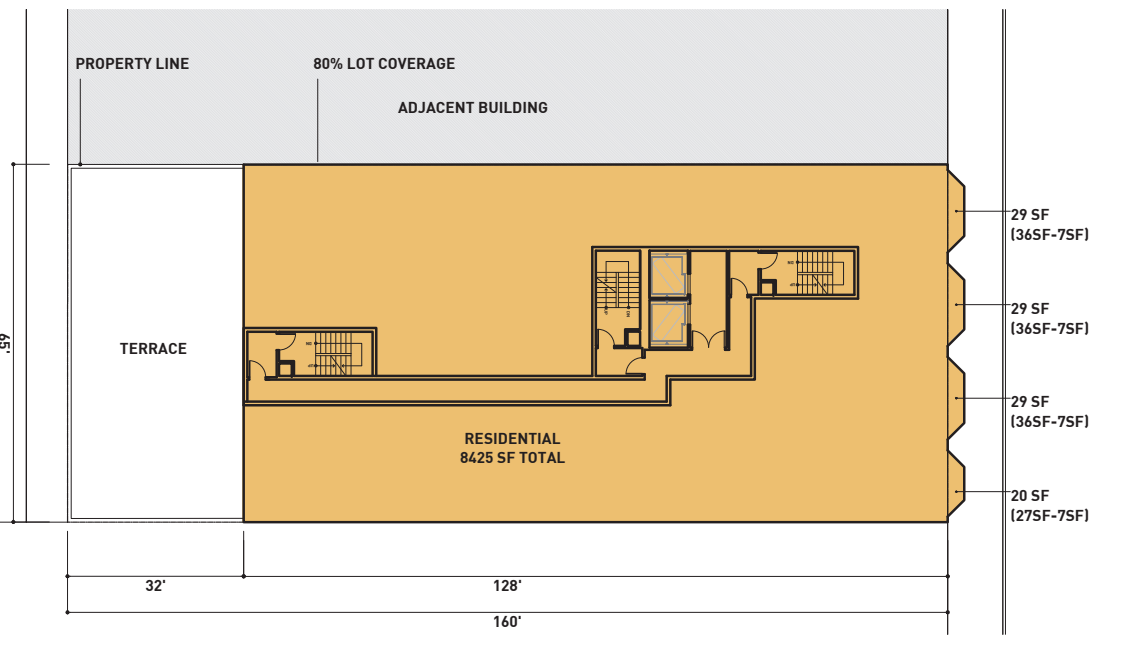 PROPERTY LINE
80% LOT COVERAGE
ADJACENT BUILDING
29 SF
(36SF-7SF)
29 SF
(36SF-7SF)
65'
TERRACE
29 SF
(36SF-7SF)
RESIDENTIAL
8425 SF TOTAL
20 SF
(27SF-7SF)
32'
128'
160'